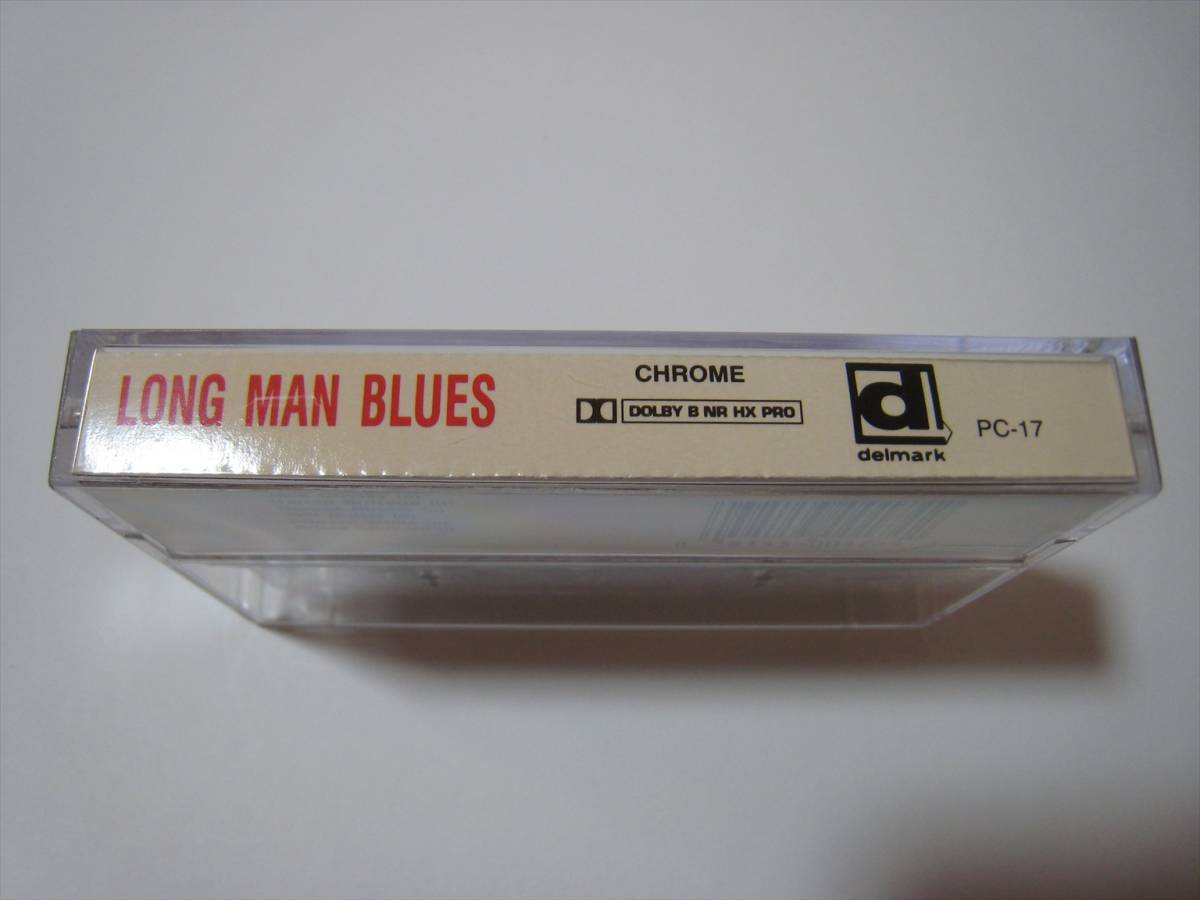 LONG MAN BLUES
CHROME
DOLBY B NR HX PRO
d
delmark
PC-17